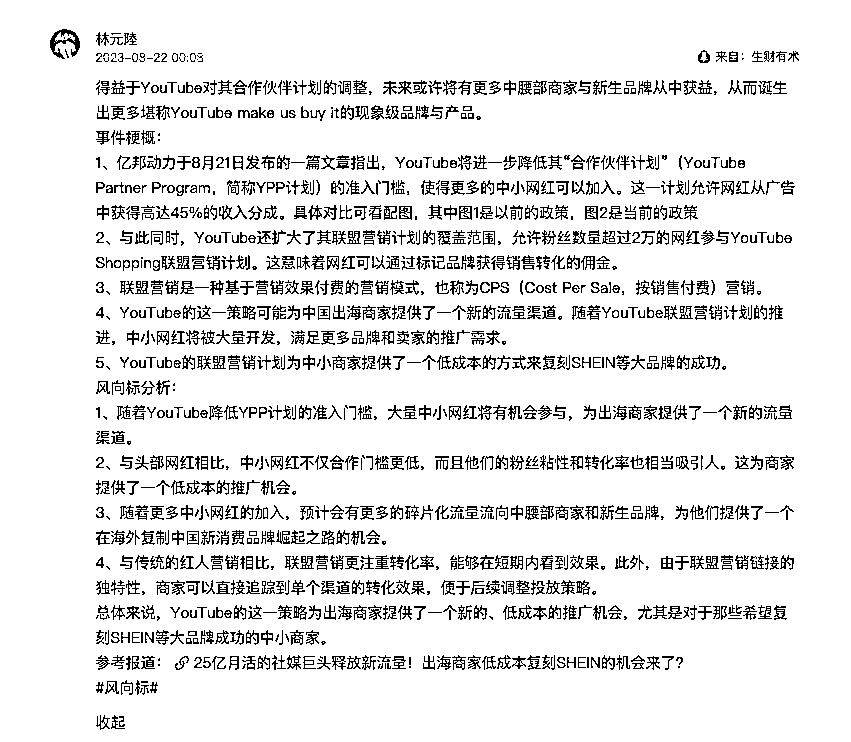 林元陸
2023-08-22 00:03
来自：生财有术
得益于YouTube对其合作伙伴计划的调整，未来或许将有更多中腰部商家与新生品牌从中获益，从而诞生
出更多堪称YouTube make us buy it的现象级品牌与产品。
事件梗概：
1、亿邦动力于8月21日发布的一篇文章指出，YouTube将进一步降低其“合作伙伴计划”（YouTube
Partner Program，简称YPP计划）的准入门槛，使得更多的中小网红可以加入。这一计划允许网红从广告
中获得高达45%的收入分成。具体对比可看配图，其中图1是以前的政策，图2是当前的政策
2、与此同时，YouTube还扩大了其联盟营销计划的覆盖范围，允许粉丝数量超过2万的网红参与YouTube
Shopping联盟营销计划。这意味着网红可以通过标记品牌获得销售转化的佣金。
3、联盟营销是一种基于营销效果付费的营销模式，也称为CPS（Cost Per Sale，按销售付费）营销。
4、YouTube的这一策略可能为中国出海商家提供了一个新的流量渠道。随着YouTube联盟营销计划的推
进，中小网红将被大量开发，满足更多品牌和卖家的推广需求。
5、YouTube的联盟营销计划为中小商家提供了一个低成本的方式来复刻SHEIN等大品牌的成功。
风向标分析：
1、随着YouTube降低YPP计划的准入门槛，大量中小网红将有机会参与，为出海商家提供了一个新的流量
渠道。
2、与头部网红相比，中小网红不仅合作门槛更低，而且他们的粉丝粘性和转化率也相当吸引人。这为商家
提供了一个低成本的推广机会。
3、随着更多中小网红的加入，预计会有更多的碎片化流量流向中腰部商家和新生品牌，为他们提供了一个
在海外复制中国新消费品牌崛起之路的机会。
4、与传统的红人营销相比，联盟营销更注重转化率，能够在短期内看到效果。此外，由于联盟营销链接的
独特性，商家可以直接追踪到单个渠道的转化效果，便于后续调整投放策略。
总体来说，YouTube的这一策略为出海商家提供了一个新的、低成本的推广机会，尤其是对于那些希望复
刻SHEIN等大品牌成功的中小商家。
参考报道： 25亿月活的社媒巨头释放新流量！出海商家低成本复刻SHEIN的机会来了?
#风向标#
收起